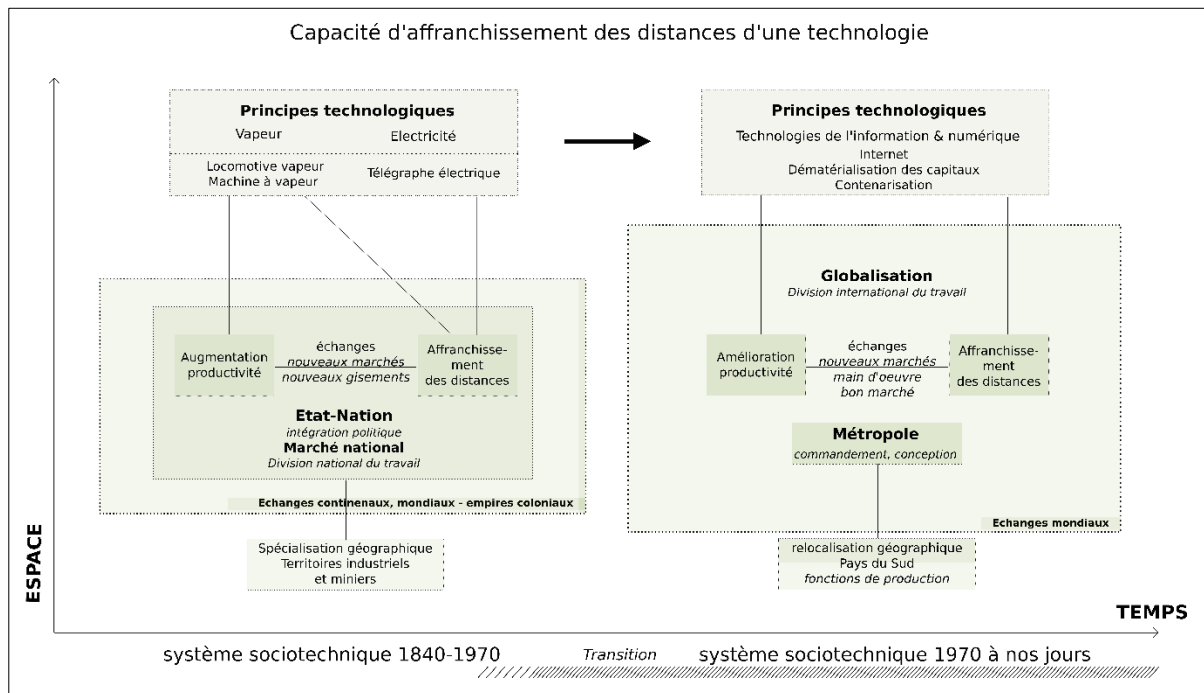 Capacité d'affranchissement des distances d'une technologie
Principes technologiques
Vapeur
Electricité
Locomotive vapeur
Machine à vapeur
Télégraphe électrique
Augmentation
productivité
échanges
nouveaux marchés
nouveaux gisements
Affranchisse-
ment
des distances
Etat-Nation
intégration politique
Marché national
Division national du travail
Echanges continenaux, mondiaux - empires coloniaux
Spécialisation géographique
Territoires industriels
et miniers
Principes technologiques
Technologies de l'information & numérique
Internet
Dématérialisation des capitaux
Contenarisation
Globalisation
Division international du travail
Amélioration
productivité
échanges
nouveaux marchés
main d'oeuvre
bon marché
Affranchisse-
ment
des distances
Métropole
commandement, conception
Echanges mondiaux
relocalisation géographique
Pays du Sud
fonctions de production
ESPACE
TEMPS
système sociotechnique 1840-1970
Transition
système sociotechnique 1970 à nos jours